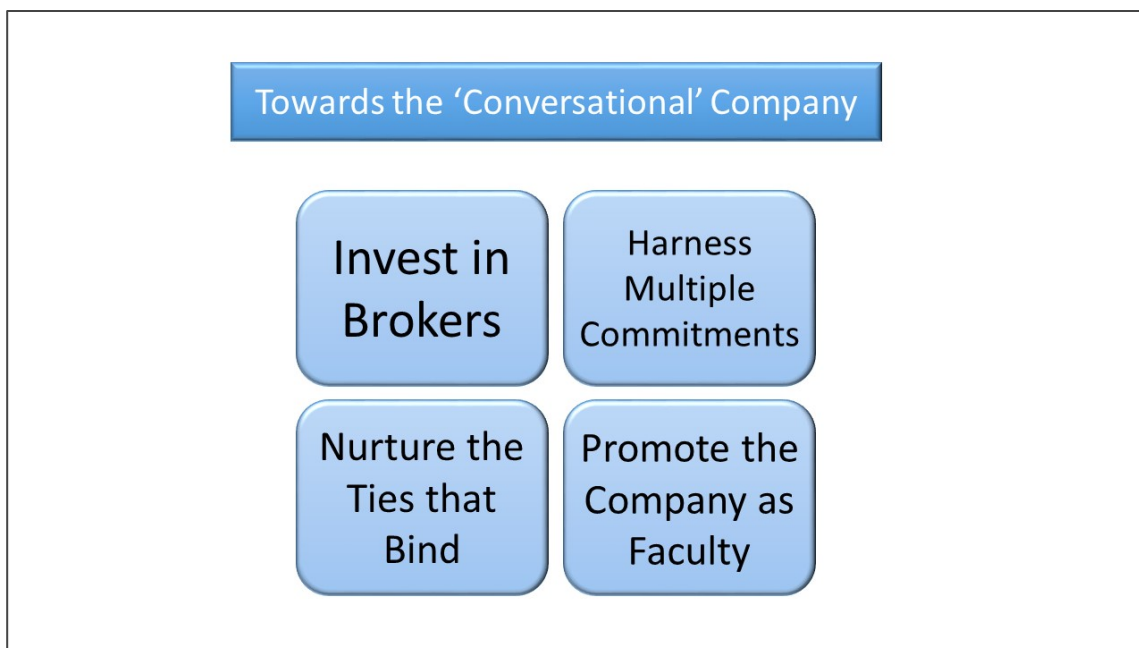 Towards the ‘Conversational’ Company
Invest in
Brokers
Harness
Multiple
Commitments
Nurture the
Ties that
Bind
Promote the
Company as
Faculty